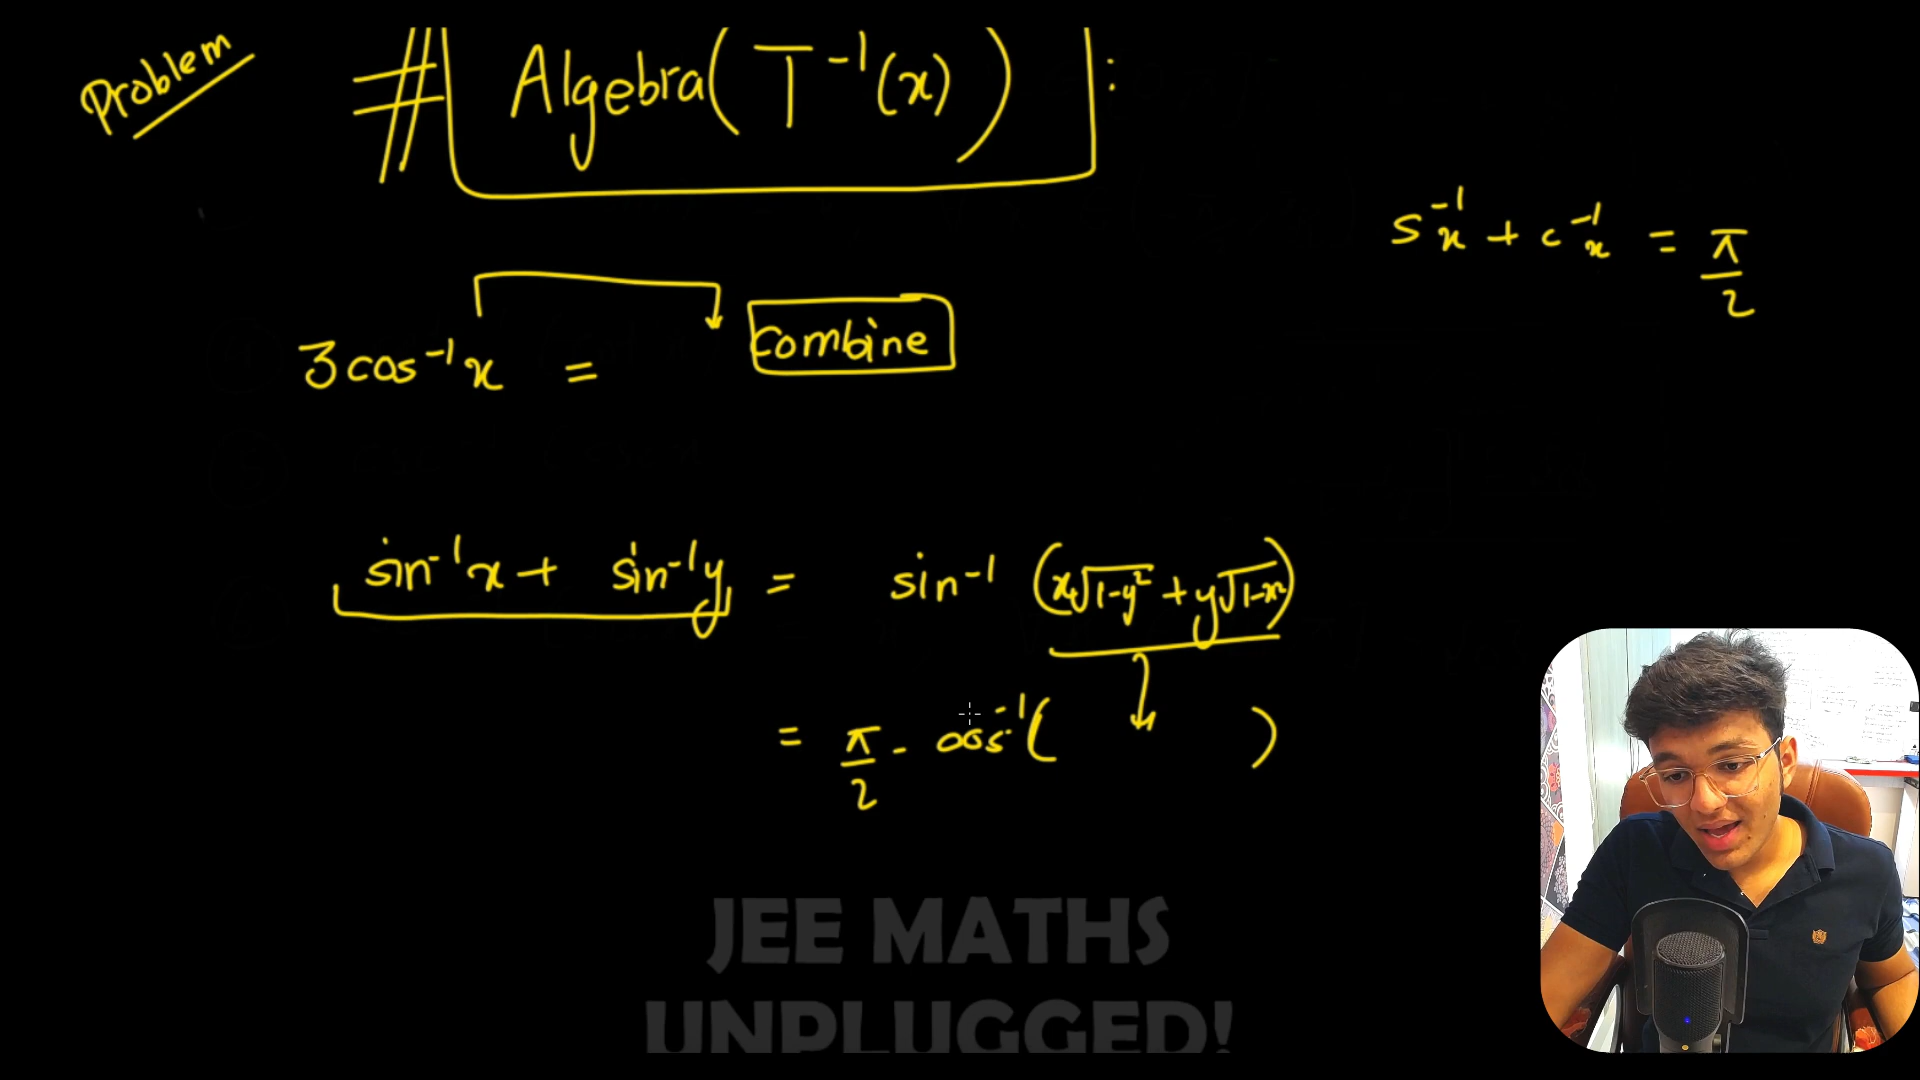 Problem
# Algebra(T⁻¹(x)) :
s⁻¹x + c⁻¹x = π/2
combine
3cos⁻¹x =
sin⁻¹x + sin⁻¹y = sin⁻¹(x√1-y² + y√1-x²)
= π/2 - cos⁻¹( )
JEE MATHS
UNPLUGGED!